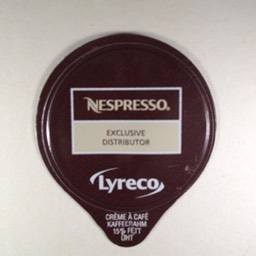 NESPRESSO.
EXCLUSIVE
DISTRIBUTOR
Lyreco
CRÈME À CAFÉ
KAFFEERAHM
15% FETT
UHT